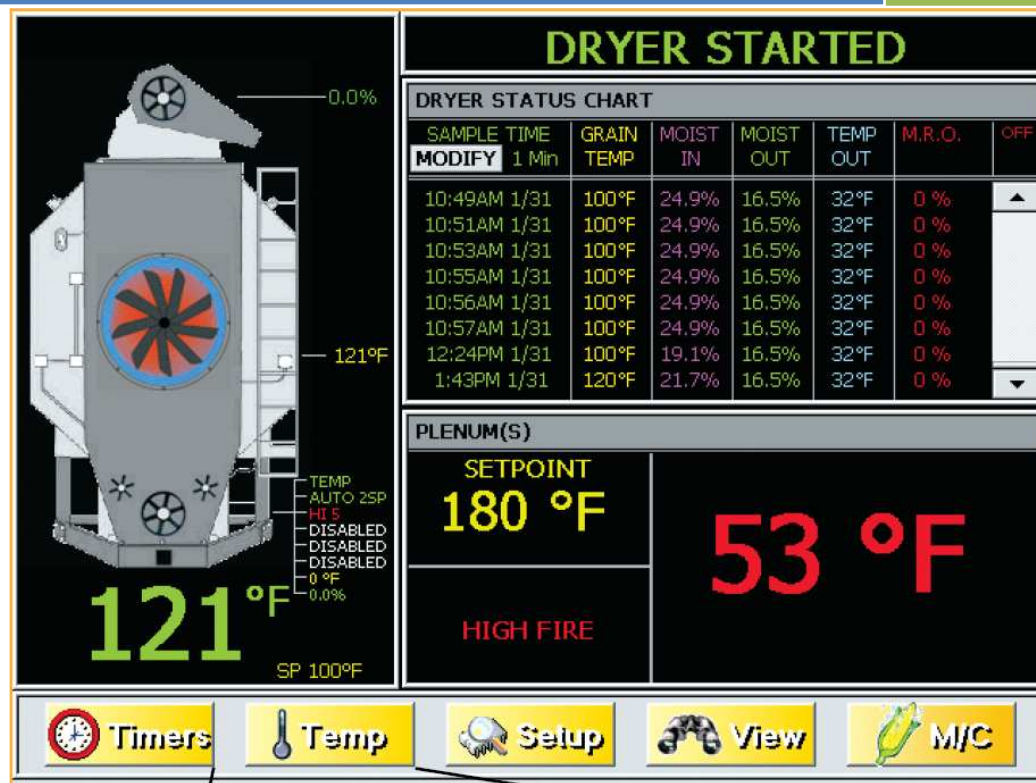 DRYER STARTED
0.0%
121ºF
TEMP
AUTO 2SP
HI 5
DISABLED
DISABLED
DISABLED
0 ºF
0.0%
121°F
SP 100ºF
DRYER STATUS CHART
SAMPLE TIME GRAIN MOIST MOIST TEMP M.R.O. OFF
MODIFY 1 Min TEMP IN OUT OUT
10:49AM 1/31 100°F 24.9% 16.5% 32°F 0 %
10:51AM 1/31 100°F 24.9% 16.5% 32°F 0 %
10:53AM 1/31 100°F 24.9% 16.5% 32°F 0 %
10:55AM 1/31 100°F 24.9% 16.5% 32°F 0 %
10:56AM 1/31 100°F 24.9% 16.5% 32°F 0 %
10:57AM 1/31 100°F 24.9% 16.5% 32°F 0 %
12:24PM 1/31 100°F 19.1% 16.5% 32°F 0 %
1:43PM 1/31 120°F 21.7% 16.5% 32°F 0 %
PLENUM(S)
SETPOINT
180 °F
53 °F
HIGH FIRE
Timers Temp Setup View M/C